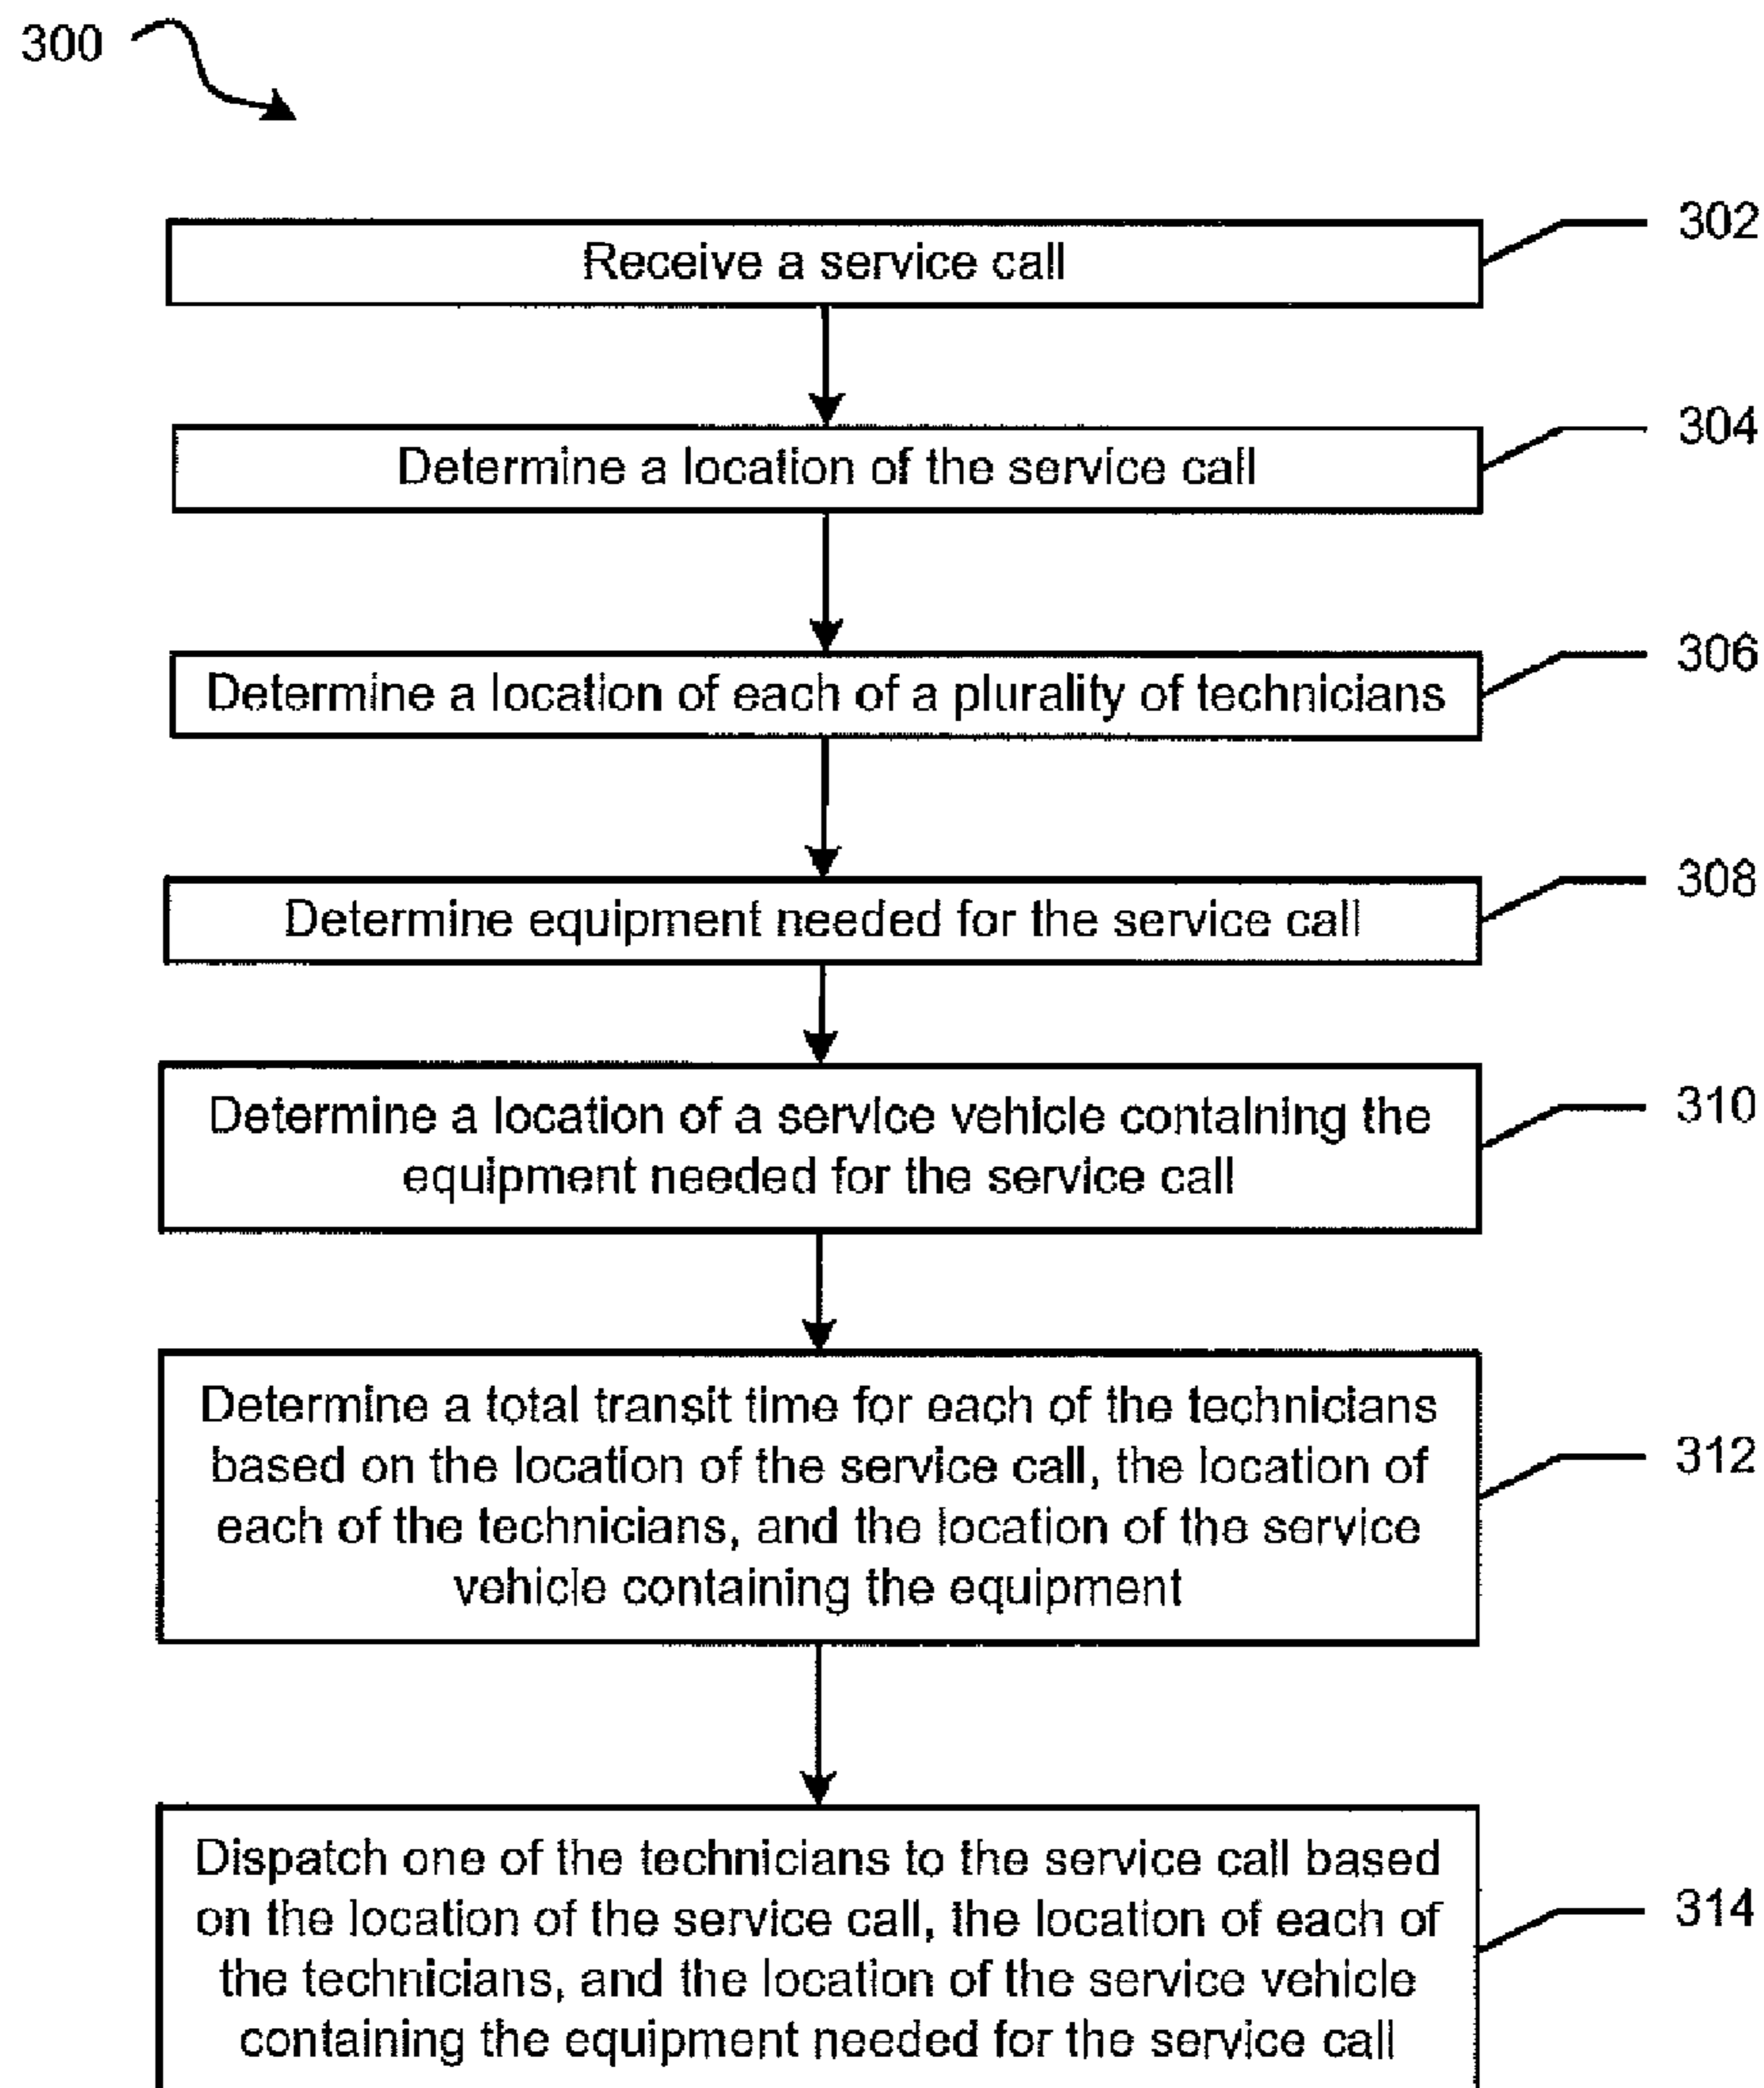 300
302
Receive a service call
304
Determine a location of the service call
306
Determine a location of each of a plurality of technicians
308
Determine equipment needed for the service call
310
Determine a location of a service vehicle containing the
equipment needed for the service call
Determine a total transit time for each of the technicians
based on the location of the service call, the location of
312
each of the technicians, and the location of the service
vehicle containing the equipment
Dispatch one of the technicians to the service call based
on the location of the service call, the location of each of
314
the technicians, and the location of the service vehicle
containing the equipment needed for the service call